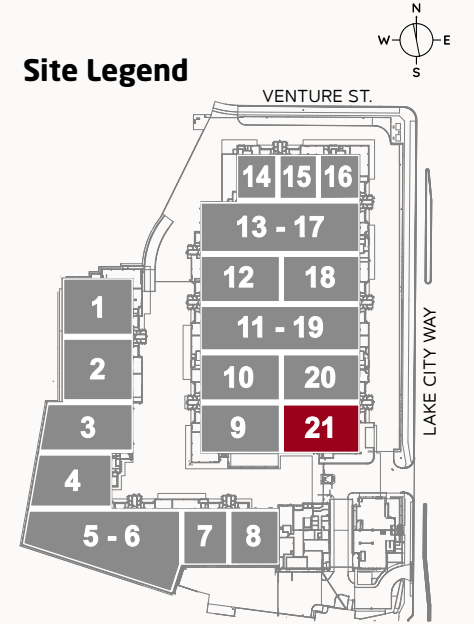 N
W E
S
Site Legend
VENTURE ST.
14 15 16
13 - 17
12 18
1
11 - 19
LAKE CITY WAY
2
10 20
3
9 21
4
5 - 6 7 8